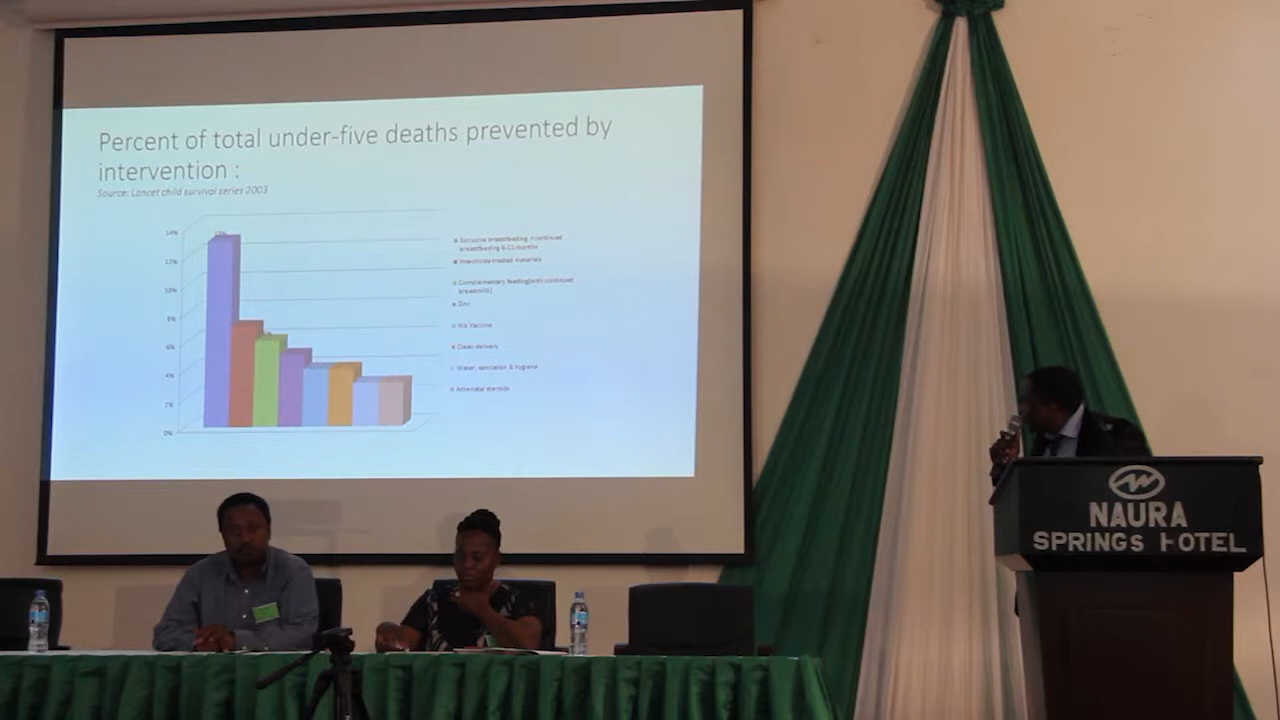 Percent of total under-five deaths prevented by
intervention :
Source: Lancet child survival series 2003
14%
12%
10%
8%
6%
4%
2%
0%
13%
Exclusive breastfeeding +continued
breastfeeding 6-11 months
Insecticide treated materials
Complementary feeding(with continued
breastmilk)
Zinc
Hib Vaccine
Clean delivery
Water, sanitation & hygiene
Antenatal steroids
NAURA
SPRINGS HOTEL